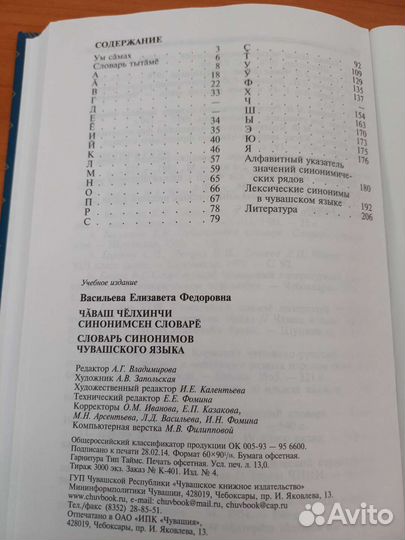 СОДЕРЖАНИЕ
Ум сăмах 3
Словарь тытăмĕ 6
А 8
Ă 18
В 22
Г 33
Д —
Е —
Ё 34
И 35
Й 40
К 46
Л 57
М 59
Н 65
О 66
П 67
Р 78
С 79
Ç 92
Т 109
У 129
Ӳ 135
Ф 137
Х —
Ч 154
Ш 163
Ы 170
Э 173
Ю 175
Я 176
Алфавитный указатель
значений синонимичес-
ких рядов 180
Лексические синонимы
в чувашском языке 192
Литература 206
Учебное издание
Васильева Елизавета Федоровна
ЧĂВАШ ЧĔЛХИНЧИ
СИНОНИМСЕН СЛОВАРĔ
СЛОВАРЬ СИНОНИМОВ
ЧУВАШСКОГО ЯЗЫКА
Редактор А.Г. Владимирова
Художник А.В. Запольская
Художественный редактор И.Е. Калентьева
Технический редактор Е.Е. Фомина
Корректоры О.М. Иванова, Е.П. Казакова,
М.Н. Арсентьева, Л.Д. Васильева, И.Н. Фомина
Компьютерная верстка М.В. Филипповой
Общероссийский классификатор продукции ОК 005-93 — 95 6600.
Подписано к печати 28.02.14. Формат 60×90¹/₁₆. Бумага офсетная.
Гарнитура Тип Таймс. Печать офсетная. Усл. печ. л. 13,0.
Тираж 3000 экз. Заказ № К-401. Изд. № 4.
ГУП Чувашской Республики «Чувашское книжное издательство»
Мининформполитики Чувашии, 428019, Чебоксары, пр. И. Яковлева, 13.
www.chuvbook.ru, e-mail: chuvbook@mail.ru, chuvbook@cap.ru
Тел./факс (8352) 28-85-51.
Отпечатано в ОАО «ИПК «Чувашия»,
428019, Чебоксары, пр. И. Яковлева, 13.
Avito